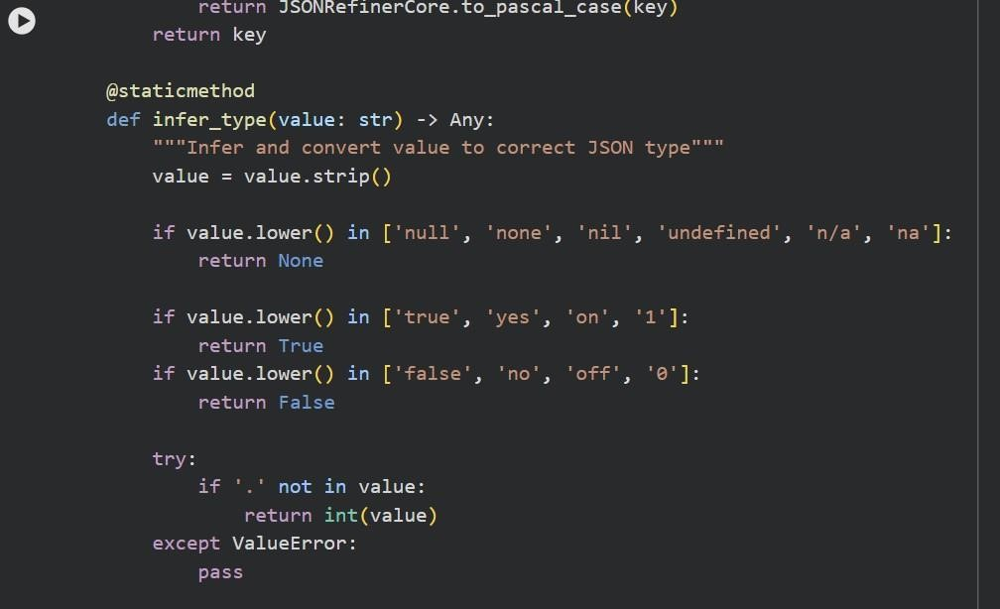 return JSONRefinerCore.to_pascal_case(key)
        return key

    @staticmethod
    def infer_type(value: str) -> Any:
        """Infer and convert value to correct JSON type"""
        value = value.strip()

        if value.lower() in ['null', 'none', 'nil', 'undefined', 'n/a', 'na']:
            return None

        if value.lower() in ['true', 'yes', 'on', '1']:
            return True
        if value.lower() in ['false', 'no', 'off', '0']:
            return False

        try:
            if '.' not in value:
                return int(value)
        except ValueError:
            pass